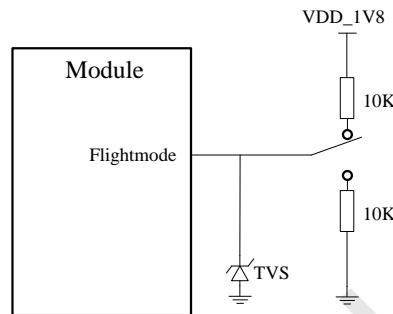 VDD_1V8
Module
10K
Flightmode
10K
TVS